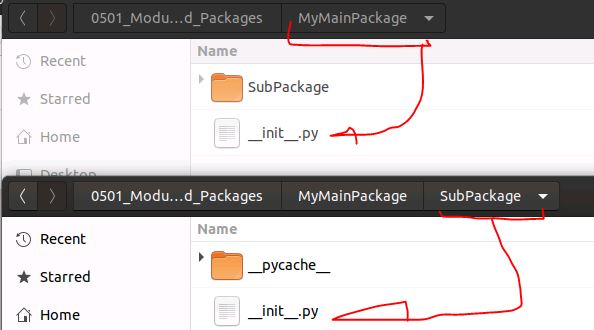 0501_Modu...d_Packages MyMainPackage
Recent
Starred
Home
Desktop
Name
SubPackage
__init__.py
0501_Modu...d_Packages MyMainPackage SubPackage
Recent
Starred
Home
Name
__pycache__
__init__.py